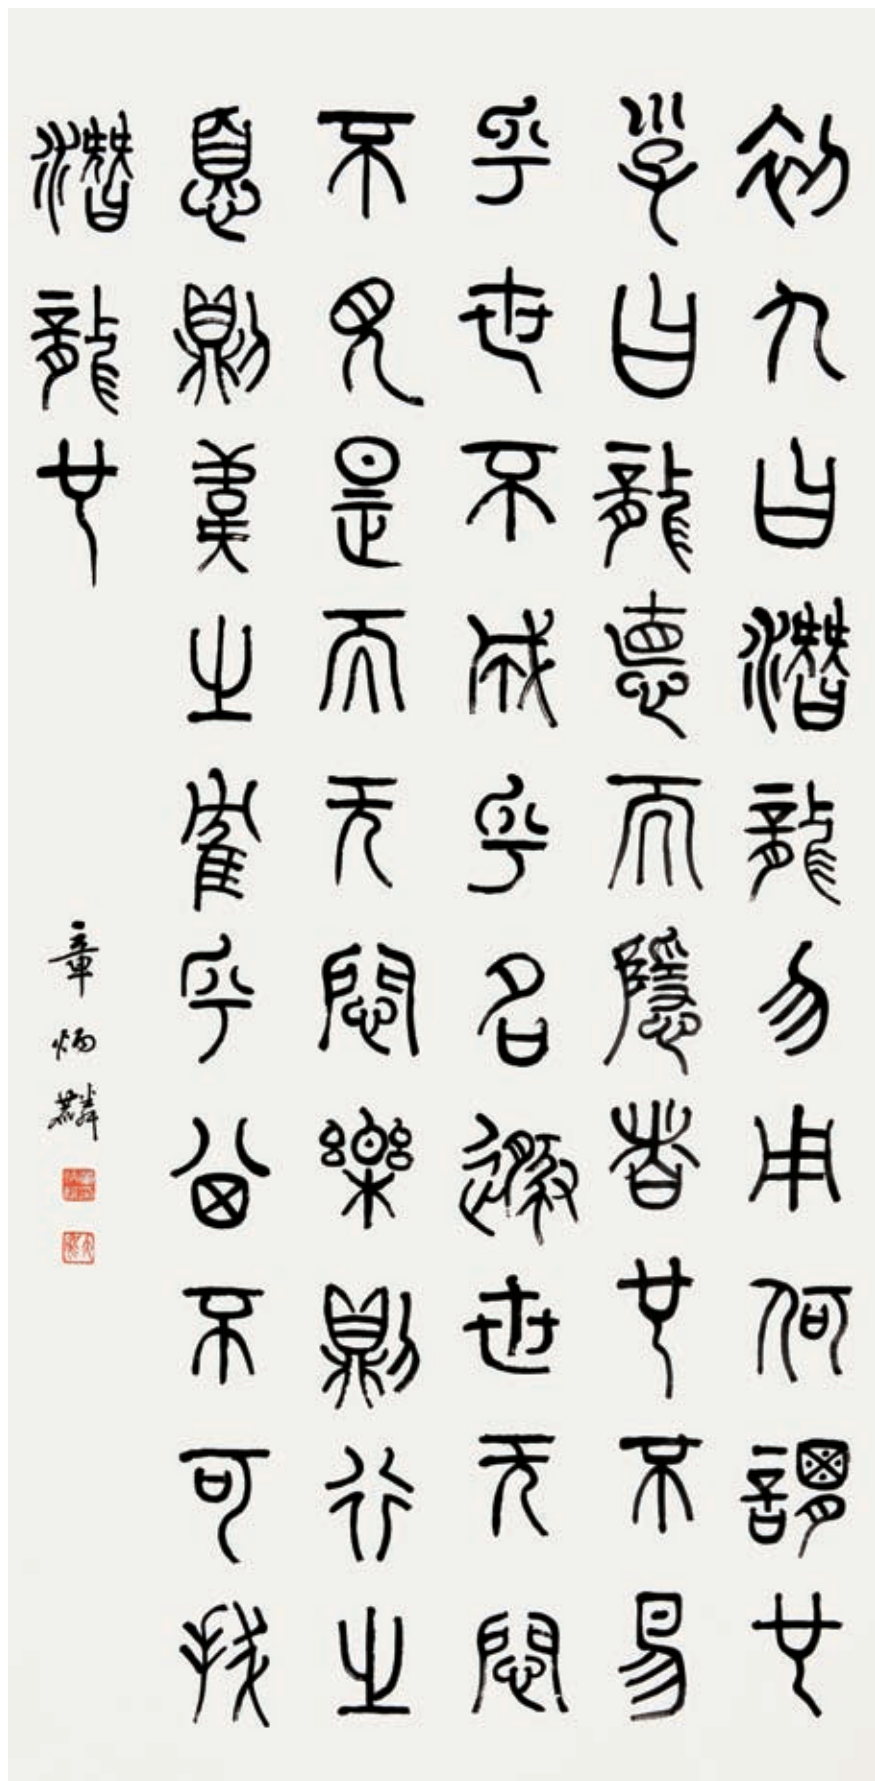 初九曰潛龍勿用何謂也
子曰龍德而隱者也不易
乎世不成乎名遯世无悶
不見是而无悶樂則行之
憂則違之隺乎其不可拔
潛龍也
章炳麟